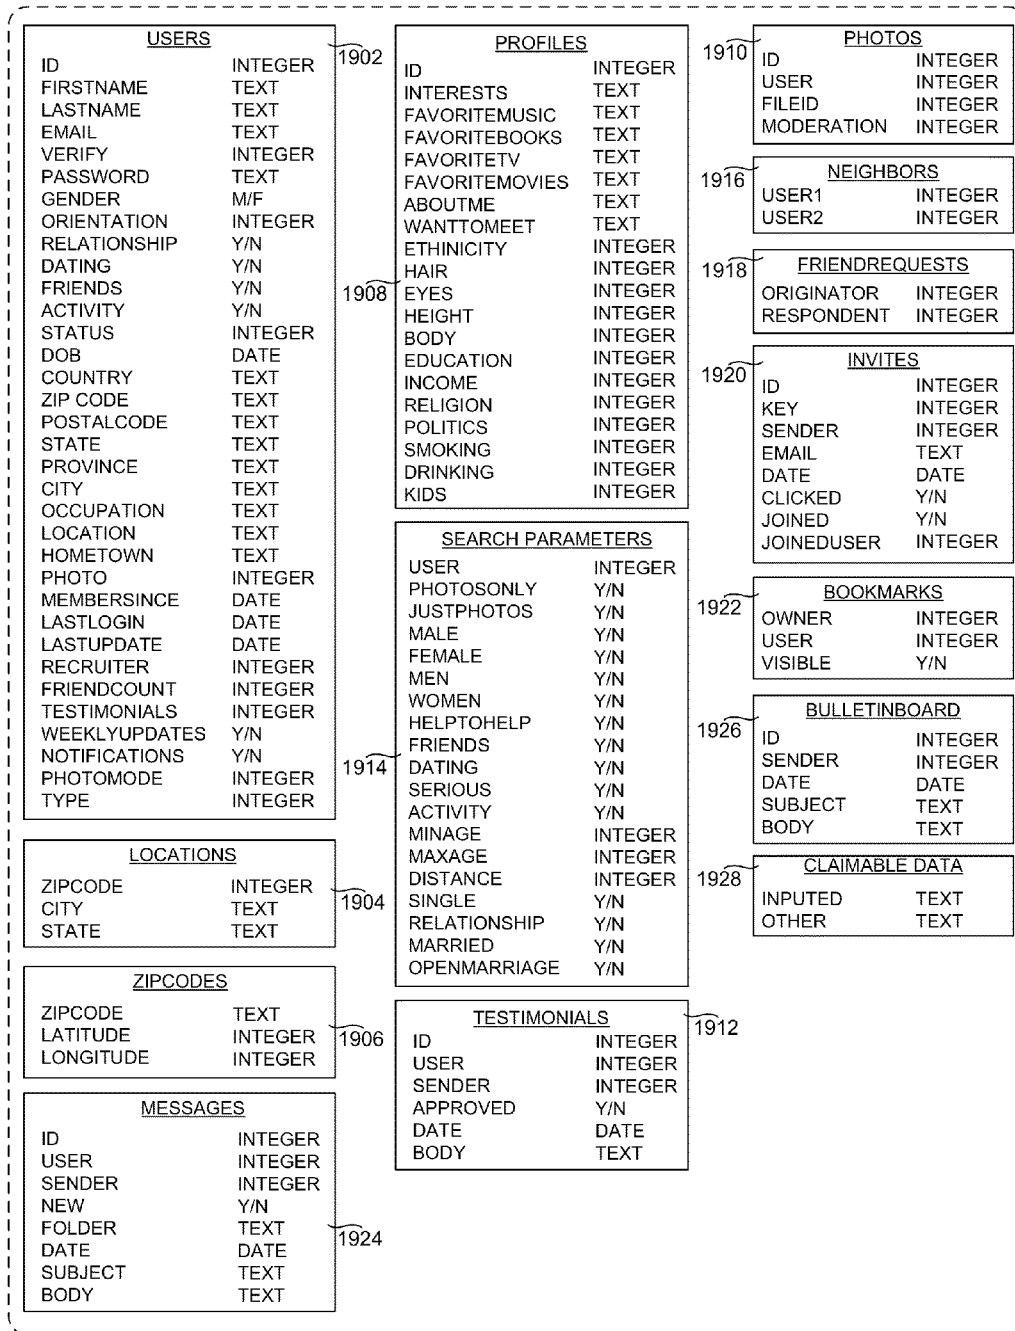 USERS
1902
ID INTEGER
FIRSTNAME TEXT
LASTNAME TEXT
EMAIL TEXT
VERIFY INTEGER
PASSWORD TEXT
GENDER M/F
ORIENTATION INTEGER
RELATIONSHIP Y/N
DATING Y/N
FRIENDS Y/N
ACTIVITY Y/N
STATUS INTEGER
DOB DATE
COUNTRY TEXT
ZIP CODE TEXT
POSTALCODE TEXT
STATE TEXT
PROVINCE TEXT
CITY TEXT
OCCUPATION TEXT
LOCATION TEXT
HOMETOWN TEXT
PHOTO INTEGER
MEMBERSINCE DATE
LASTLOGIN DATE
LASTUPDATE DATE
RECRUITER INTEGER
FRIENDCOUNT INTEGER
TESTIMONIALS INTEGER
WEEKLYUPDATES Y/N
NOTIFICATIONS Y/N
PHOTOMODE INTEGER
TYPE INTEGER
LOCATIONS
ZIPCODE INTEGER
1904
CITY TEXT
STATE TEXT
ZIPCODES
ZIPCODE TEXT
LATITUDE INTEGER
1906
LONGITUDE INTEGER
MESSAGES
ID INTEGER
USER INTEGER
SENDER INTEGER
NEW Y/N
FOLDER TEXT
1924
DATE DATE
SUBJECT TEXT
BODY TEXT
PROFILES
ID INTEGER
INTERESTS TEXT
FAVORITEMUSIC TEXT
FAVORITEBOOKS TEXT
FAVORITETV TEXT
FAVORITEMOVIES TEXT
ABOUTME TEXT
WANTTOMEET TEXT
ETHINICITY INTEGER
HAIR INTEGER
1908
EYES INTEGER
HEIGHT INTEGER
BODY INTEGER
EDUCATION INTEGER
INCOME INTEGER
RELIGION INTEGER
POLITICS INTEGER
SMOKING INTEGER
DRINKING INTEGER
KIDS INTEGER
SEARCH PARAMETERS
USER INTEGER
PHOTOSONLY Y/N
JUSTPHOTOS Y/N
MALE Y/N
FEMALE Y/N
MEN Y/N
WOMEN Y/N
HELPTOHELP Y/N
FRIENDS Y/N
1914
DATING Y/N
SERIOUS Y/N
ACTIVITY Y/N
MINAGE INTEGER
MAXAGE INTEGER
DISTANCE INTEGER
SINGLE Y/N
RELATIONSHIP Y/N
MARRIED Y/N
OPENMARRIAGE Y/N
TESTIMONIALS
1912
ID INTEGER
USER INTEGER
SENDER INTEGER
APPROVED Y/N
DATE DATE
BODY TEXT
PHOTOS
1910
ID INTEGER
USER INTEGER
FILEID INTEGER
MODERATION INTEGER
NEIGHBORS
1916
USER1 INTEGER
USER2 INTEGER
FRIENDREQUESTS
1918
ORIGINATOR INTEGER
RESPONDENT INTEGER
INVITES
1920
ID INTEGER
KEY INTEGER
SENDER INTEGER
EMAIL TEXT
DATE DATE
CLICKED Y/N
JOINED Y/N
JOINEDUSER INTEGER
BOOKMARKS
1922
OWNER INTEGER
USER INTEGER
VISIBLE Y/N
BULLETINBOARD
1926
ID INTEGER
SENDER INTEGER
DATE DATE
SUBJECT TEXT
BODY TEXT
CLAIMABLE DATA
1928
INPUTED TEXT
OTHER TEXT